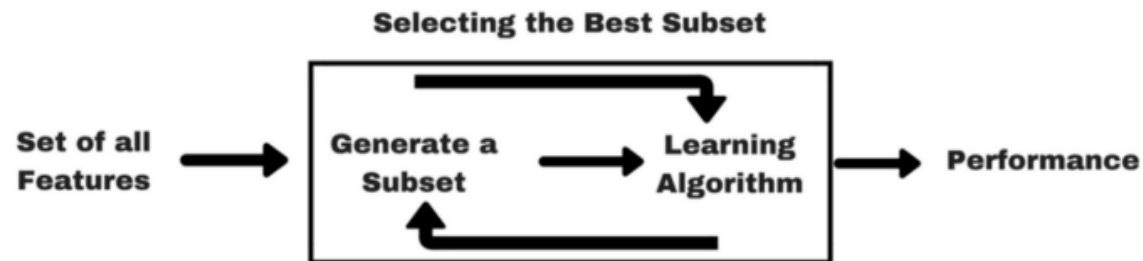 Selecting the Best Subset
Set of all
Features
Generate a
Subset
Learning
Algorithm
Performance